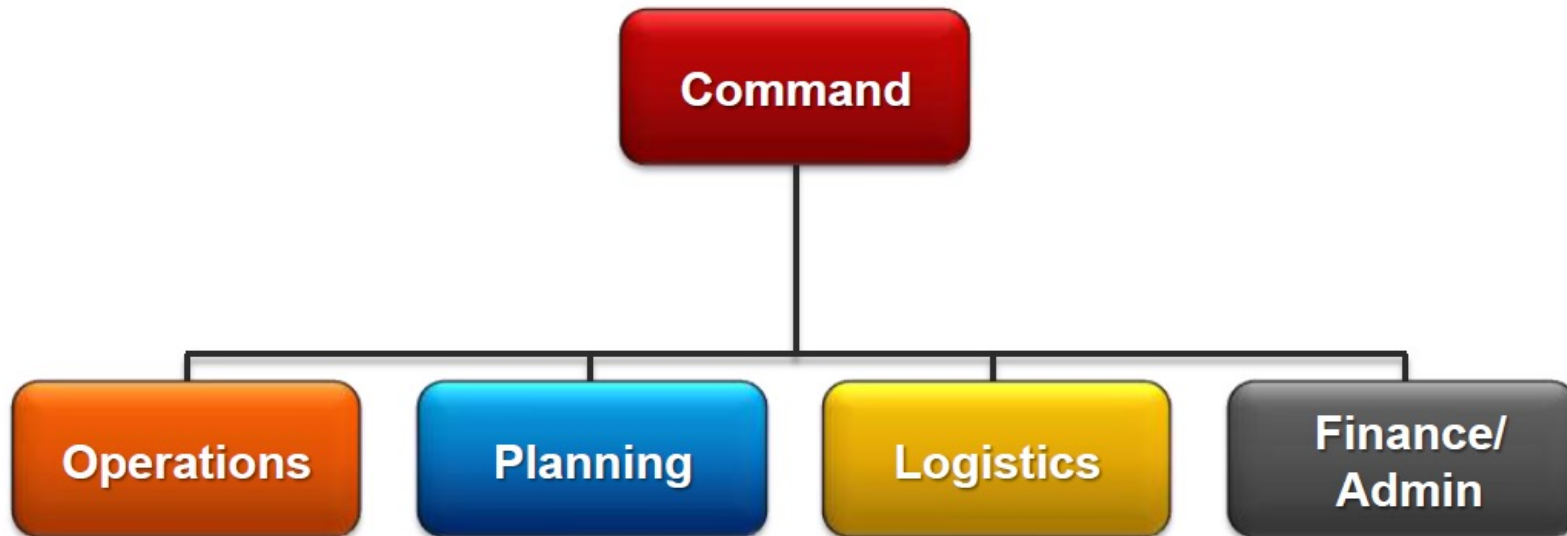 Command
Operations
Planning
Logistics
Finance/
Admin